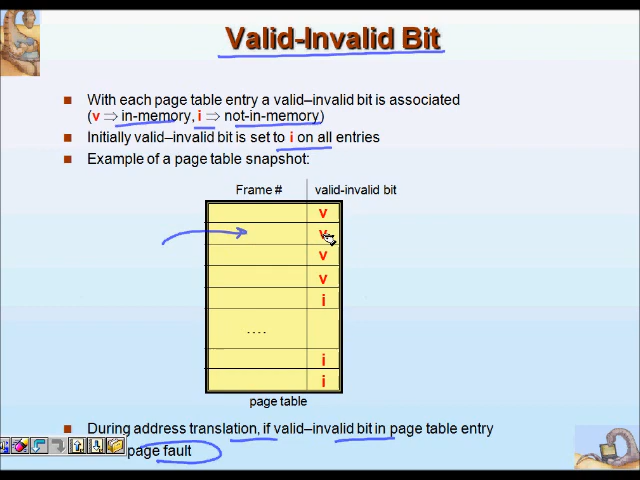 Valid-Invalid Bit
With each page table entry a valid–invalid bit is associated
(v ⇒ in-memory, i ⇒ not-in-memory)
Initially valid–invalid bit is set to i on all entries
Example of a page table snapshot:
Frame # valid-invalid bit
v
v
v
v
i
....
i
i
page table
During address translation, if valid–invalid bit in page table entry
page fault